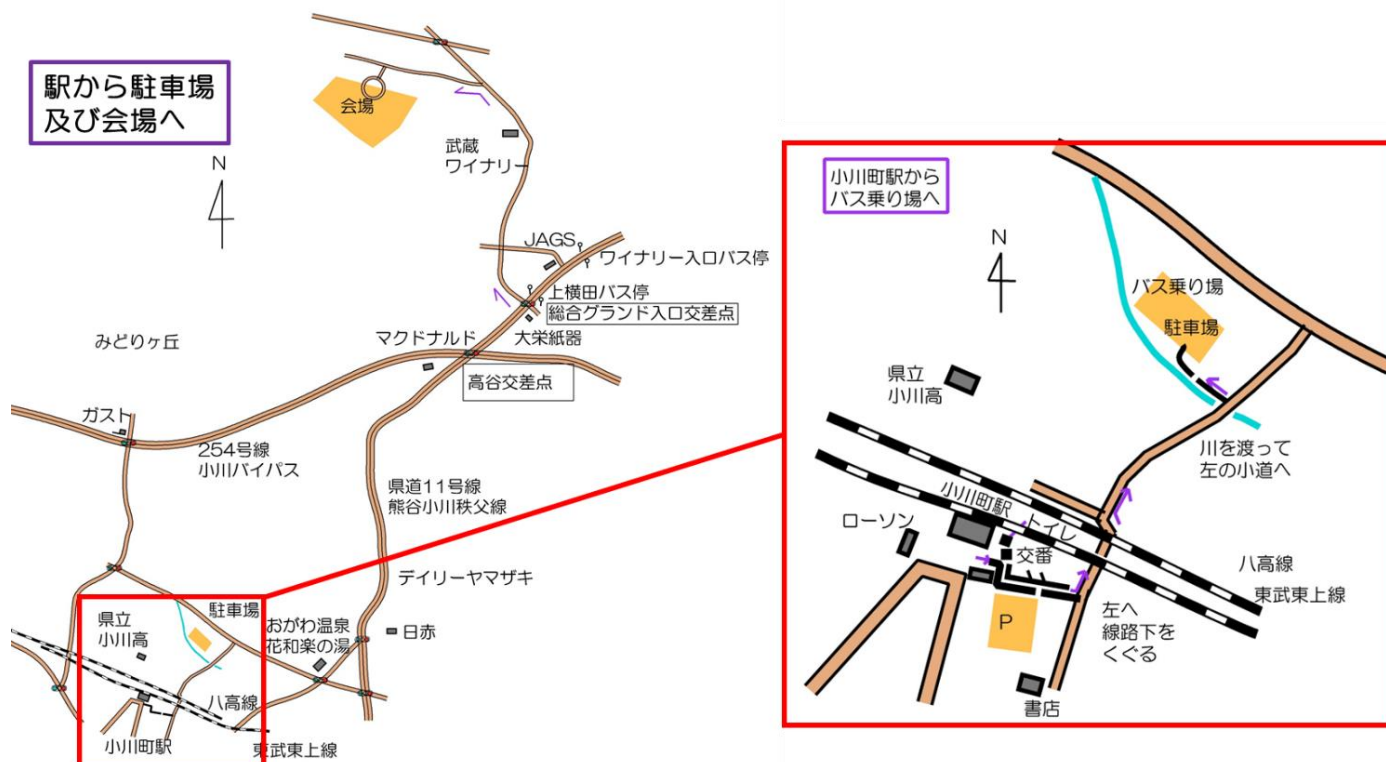 駅から駐車場
及び会場へ
N
会場
武蔵
ワイナリー
JAGS
ワイナリー入口バス停
上横田バス停
総合グランド入口交差点
大栄紙器
マクドナルド
高谷交差点
みどりヶ丘
ガスト
254号線
小川バイパス
県道11号線
熊谷小川秩父線
デイリーヤマザキ
駐車場
県立
小川高
おがわ温泉
花和楽の湯
日赤
八高線
小川町駅
東武東上線
小川町駅から
バス乗り場へ
N
バス乗り場
駐車場
県立
小川高
川を渡って
左の小道へ
小川町駅
トイレ
ローソン
交番
八高線
東武東上線
P
左へ
線路下を
くぐる
書店